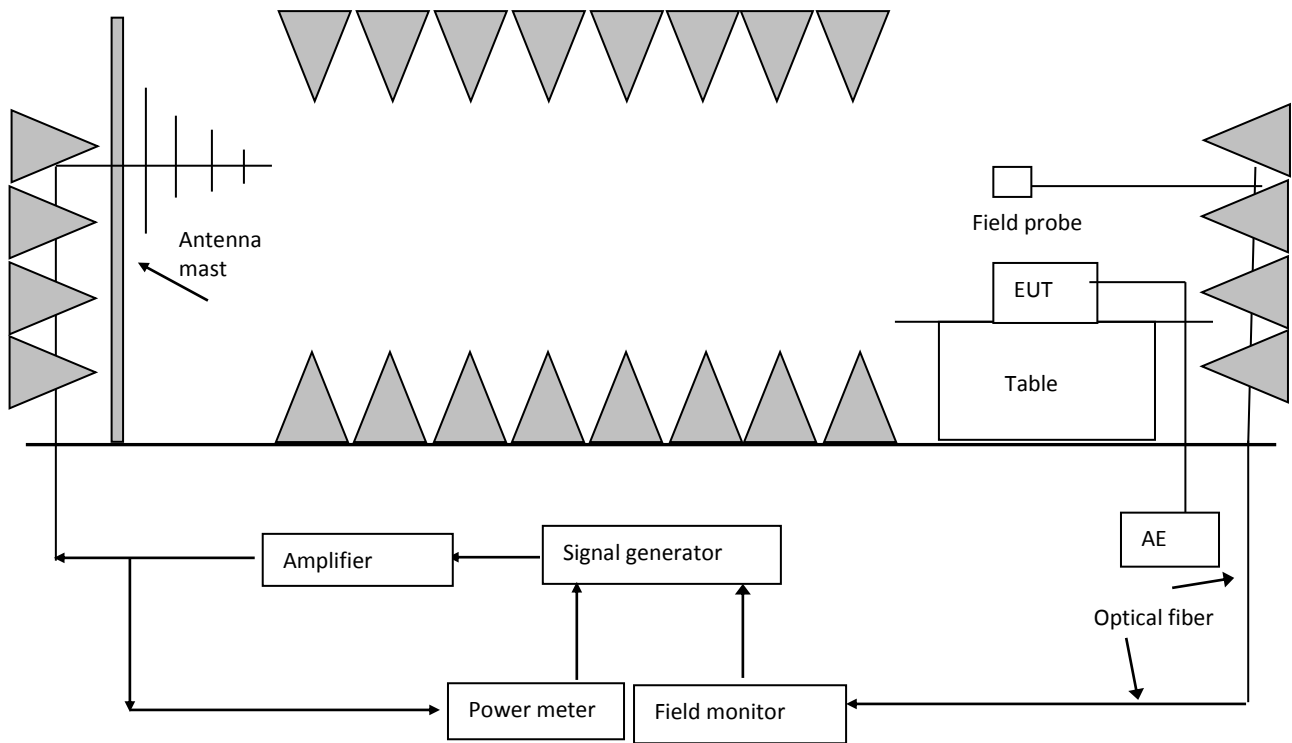 Antenna
mast
Field probe
EUT
Table
AE
Signal generator
Amplifier
Optical fiber
Power meter
Field monitor